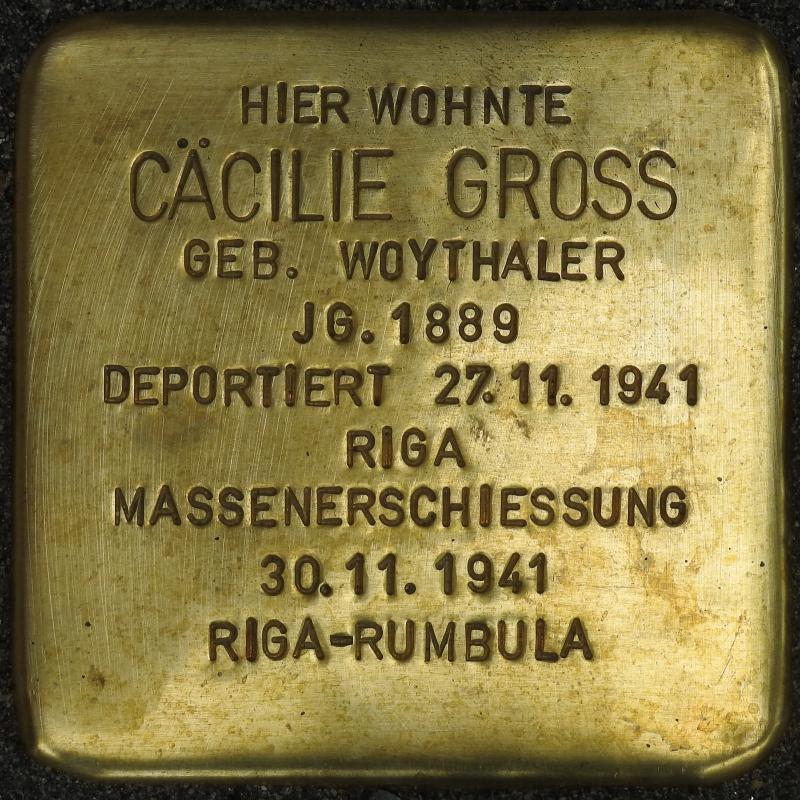 HIER WOHNTE
CÄCILIE GROSS
GEB. WOYTHALER
JG. 1889
DEPORTIERT 27.11.1941
RIGA
MASSENERSCHIESSUNG
30.11.1941
RIGA-RUMBULA